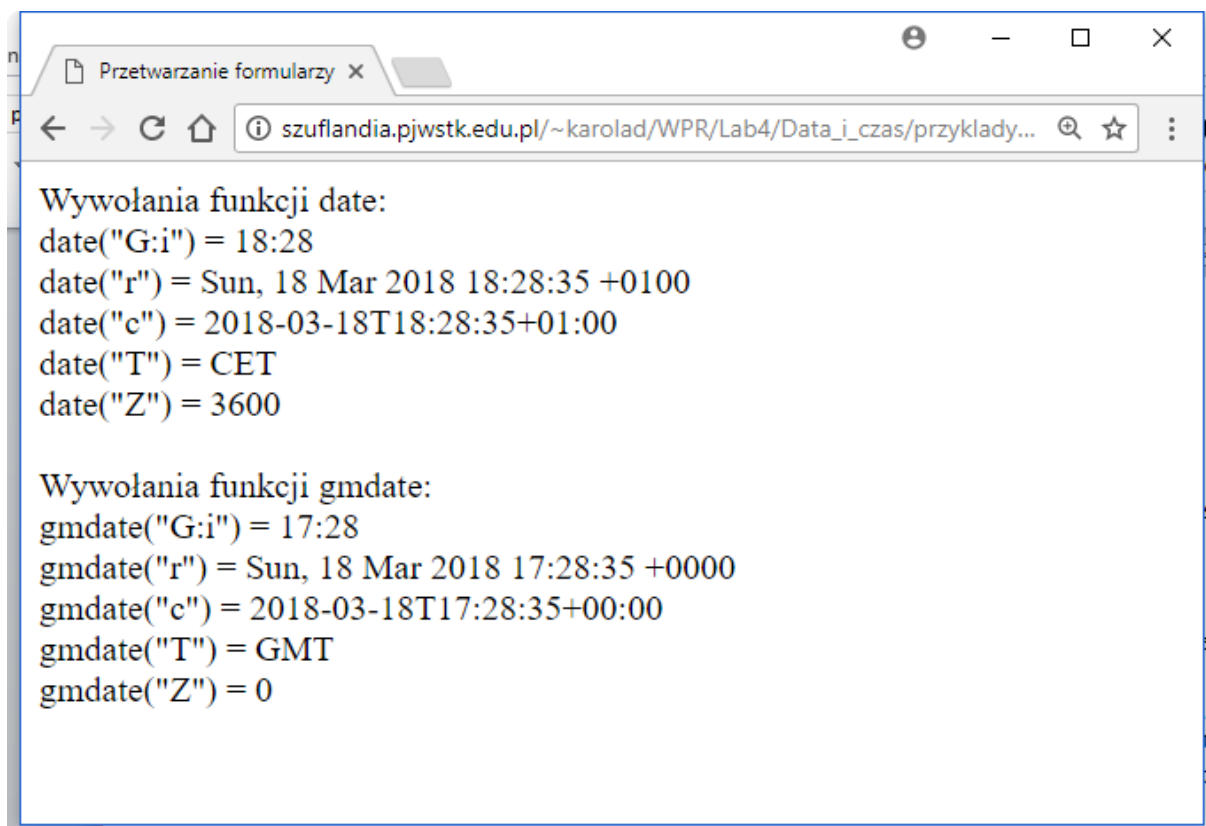 n
Przetwarzanie formularzy
p
szuflandia.pjwstk.edu.pl/~karolad/WPR/Lab4/Data_i_czas/przyklady...
Wywołania funkcji date:
date("G:i") = 18:28
date("r") = Sun, 18 Mar 2018 18:28:35 +0100
date("c") = 2018-03-18T18:28:35+01:00
date("T") = CET
date("Z") = 3600
Wywołania funkcji gmdate:
gmdate("G:i") = 17:28
gmdate("r") = Sun, 18 Mar 2018 17:28:35 +0000
gmdate("c") = 2018-03-18T17:28:35+00:00
gmdate("T") = GMT
gmdate("Z") = 0